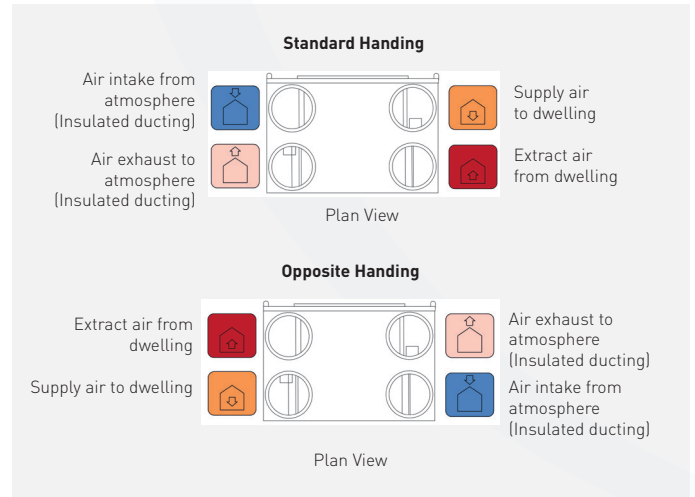 Standard Handing
Air intake from
atmosphere
(Insulated ducting)
Air exhaust to
atmosphere
(Insulated ducting)
Supply air
to dwelling
Extract air
from dwelling
Plan View
Opposite Handing
Extract air from
dwelling
Supply air to dwelling
Air exhaust to
atmosphere
(Insulated ducting)
Air intake from
atmosphere
(Insulated ducting)
Plan View